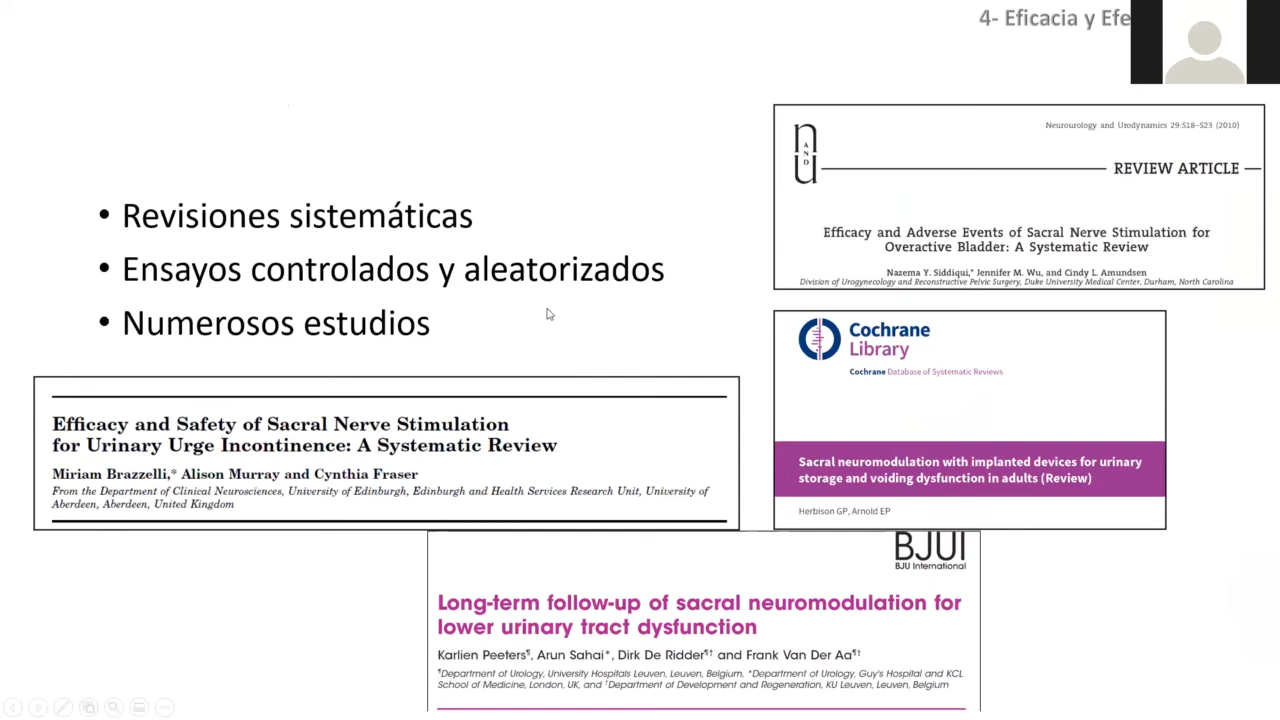 4- Eficacia y Efe
• Revisiones sistemáticas
• Ensayos controlados y aleatorizados
• Numerosos estudios
n
AND
u
Neurourology and Urodynamics 29:518–523 (2010)
REVIEW ARTICLE
Efficacy and Adverse Events of Sacral Nerve Stimulation for
Overactive Bladder: A Systematic Review
Nazema Y. Siddiqui,* Jennifer M. Wu, and Cindy L. Amundsen
Division of Urogynecology and Reconstructive Pelvic Surgery, Duke University Medical Center, Durham, North Carolina
Cochrane
Library
Cochrane Database of Systematic Reviews
Sacral neuromodulation with implanted devices for urinary
storage and voiding dysfunction in adults (Review)
Herbison GP, Arnold EP
Efficacy and Safety of Sacral Nerve Stimulation
for Urinary Urge Incontinence: A Systematic Review
Miriam Brazzelli,* Alison Murray and Cynthia Fraser
From the Department of Clinical Neurosciences, University of Edinburgh, Edinburgh and Health Services Research Unit, University of
Aberdeen, Aberdeen, United Kingdom
BJUI
BJU International
Long-term follow-up of sacral neuromodulation for
lower urinary tract dysfunction
Karlien Peeters¶, Arun Sahai*, Dirk De Ridder¶† and Frank Van Der Aa¶†
¶Department of Urology, University Hospitals Leuven, Leuven, Belgium, *Department of Urology, Guy's Hospital and KCL
School of Medicine, London, UK, and †Department of Development and Regeneration, KU Leuven, Leuven, Belgium